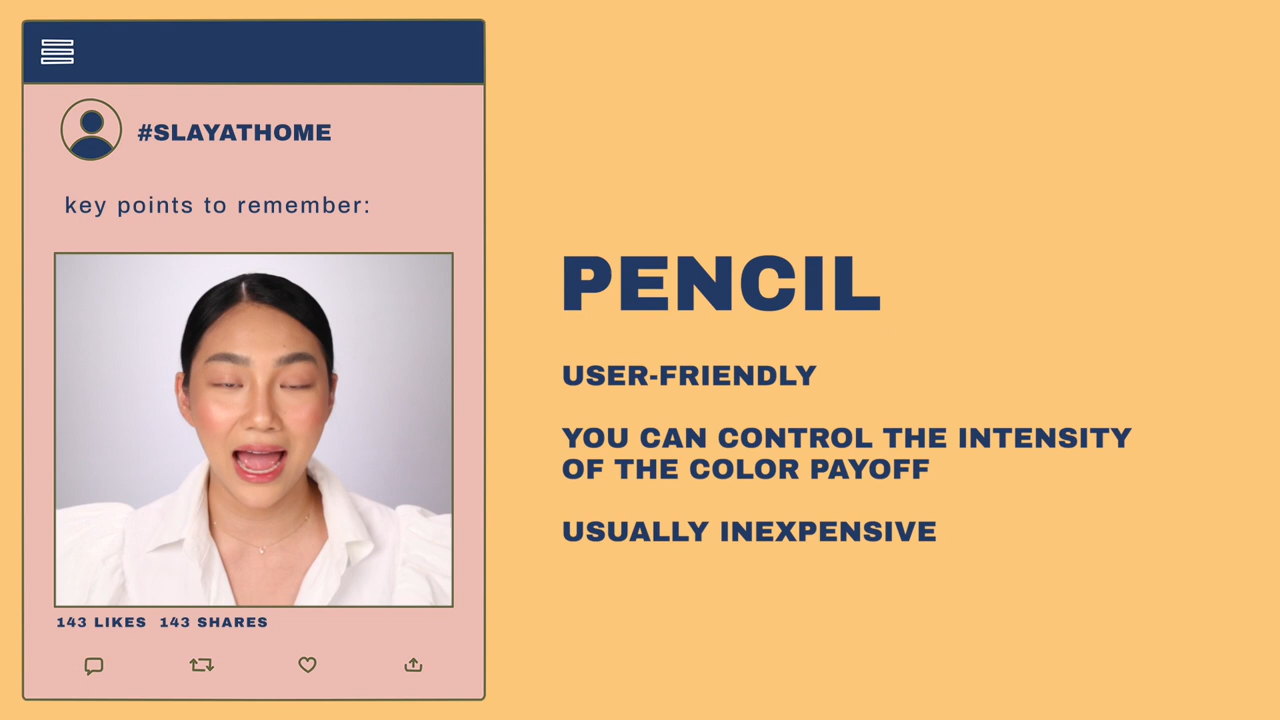 #SLAYATHOME
key points to remember:
143 LIKES 143 SHARES
PENCIL
USER-FRIENDLY
YOU CAN CONTROL THE INTENSITY
OF THE COLOR PAYOFF
USUALLY INEXPENSIVE